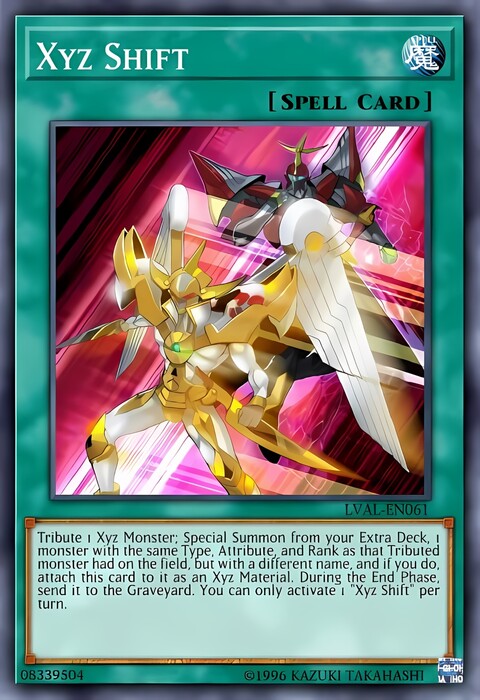 Xyz Shift
魔
[Spell Card]
LVAL-EN061
Tribute 1 Xyz Monster; Special Summon from your Extra Deck, 1
monster with the same Type, Attribute, and Rank as that Tributed
monster had on the field, but with a different name, and if you do,
attach this card to it as an Xyz Material. During the End Phase,
send it to the Graveyard. You can only activate 1 "Xyz Shift" per
turn.
08339504
©1996 KAZUKI TAKAHASHI